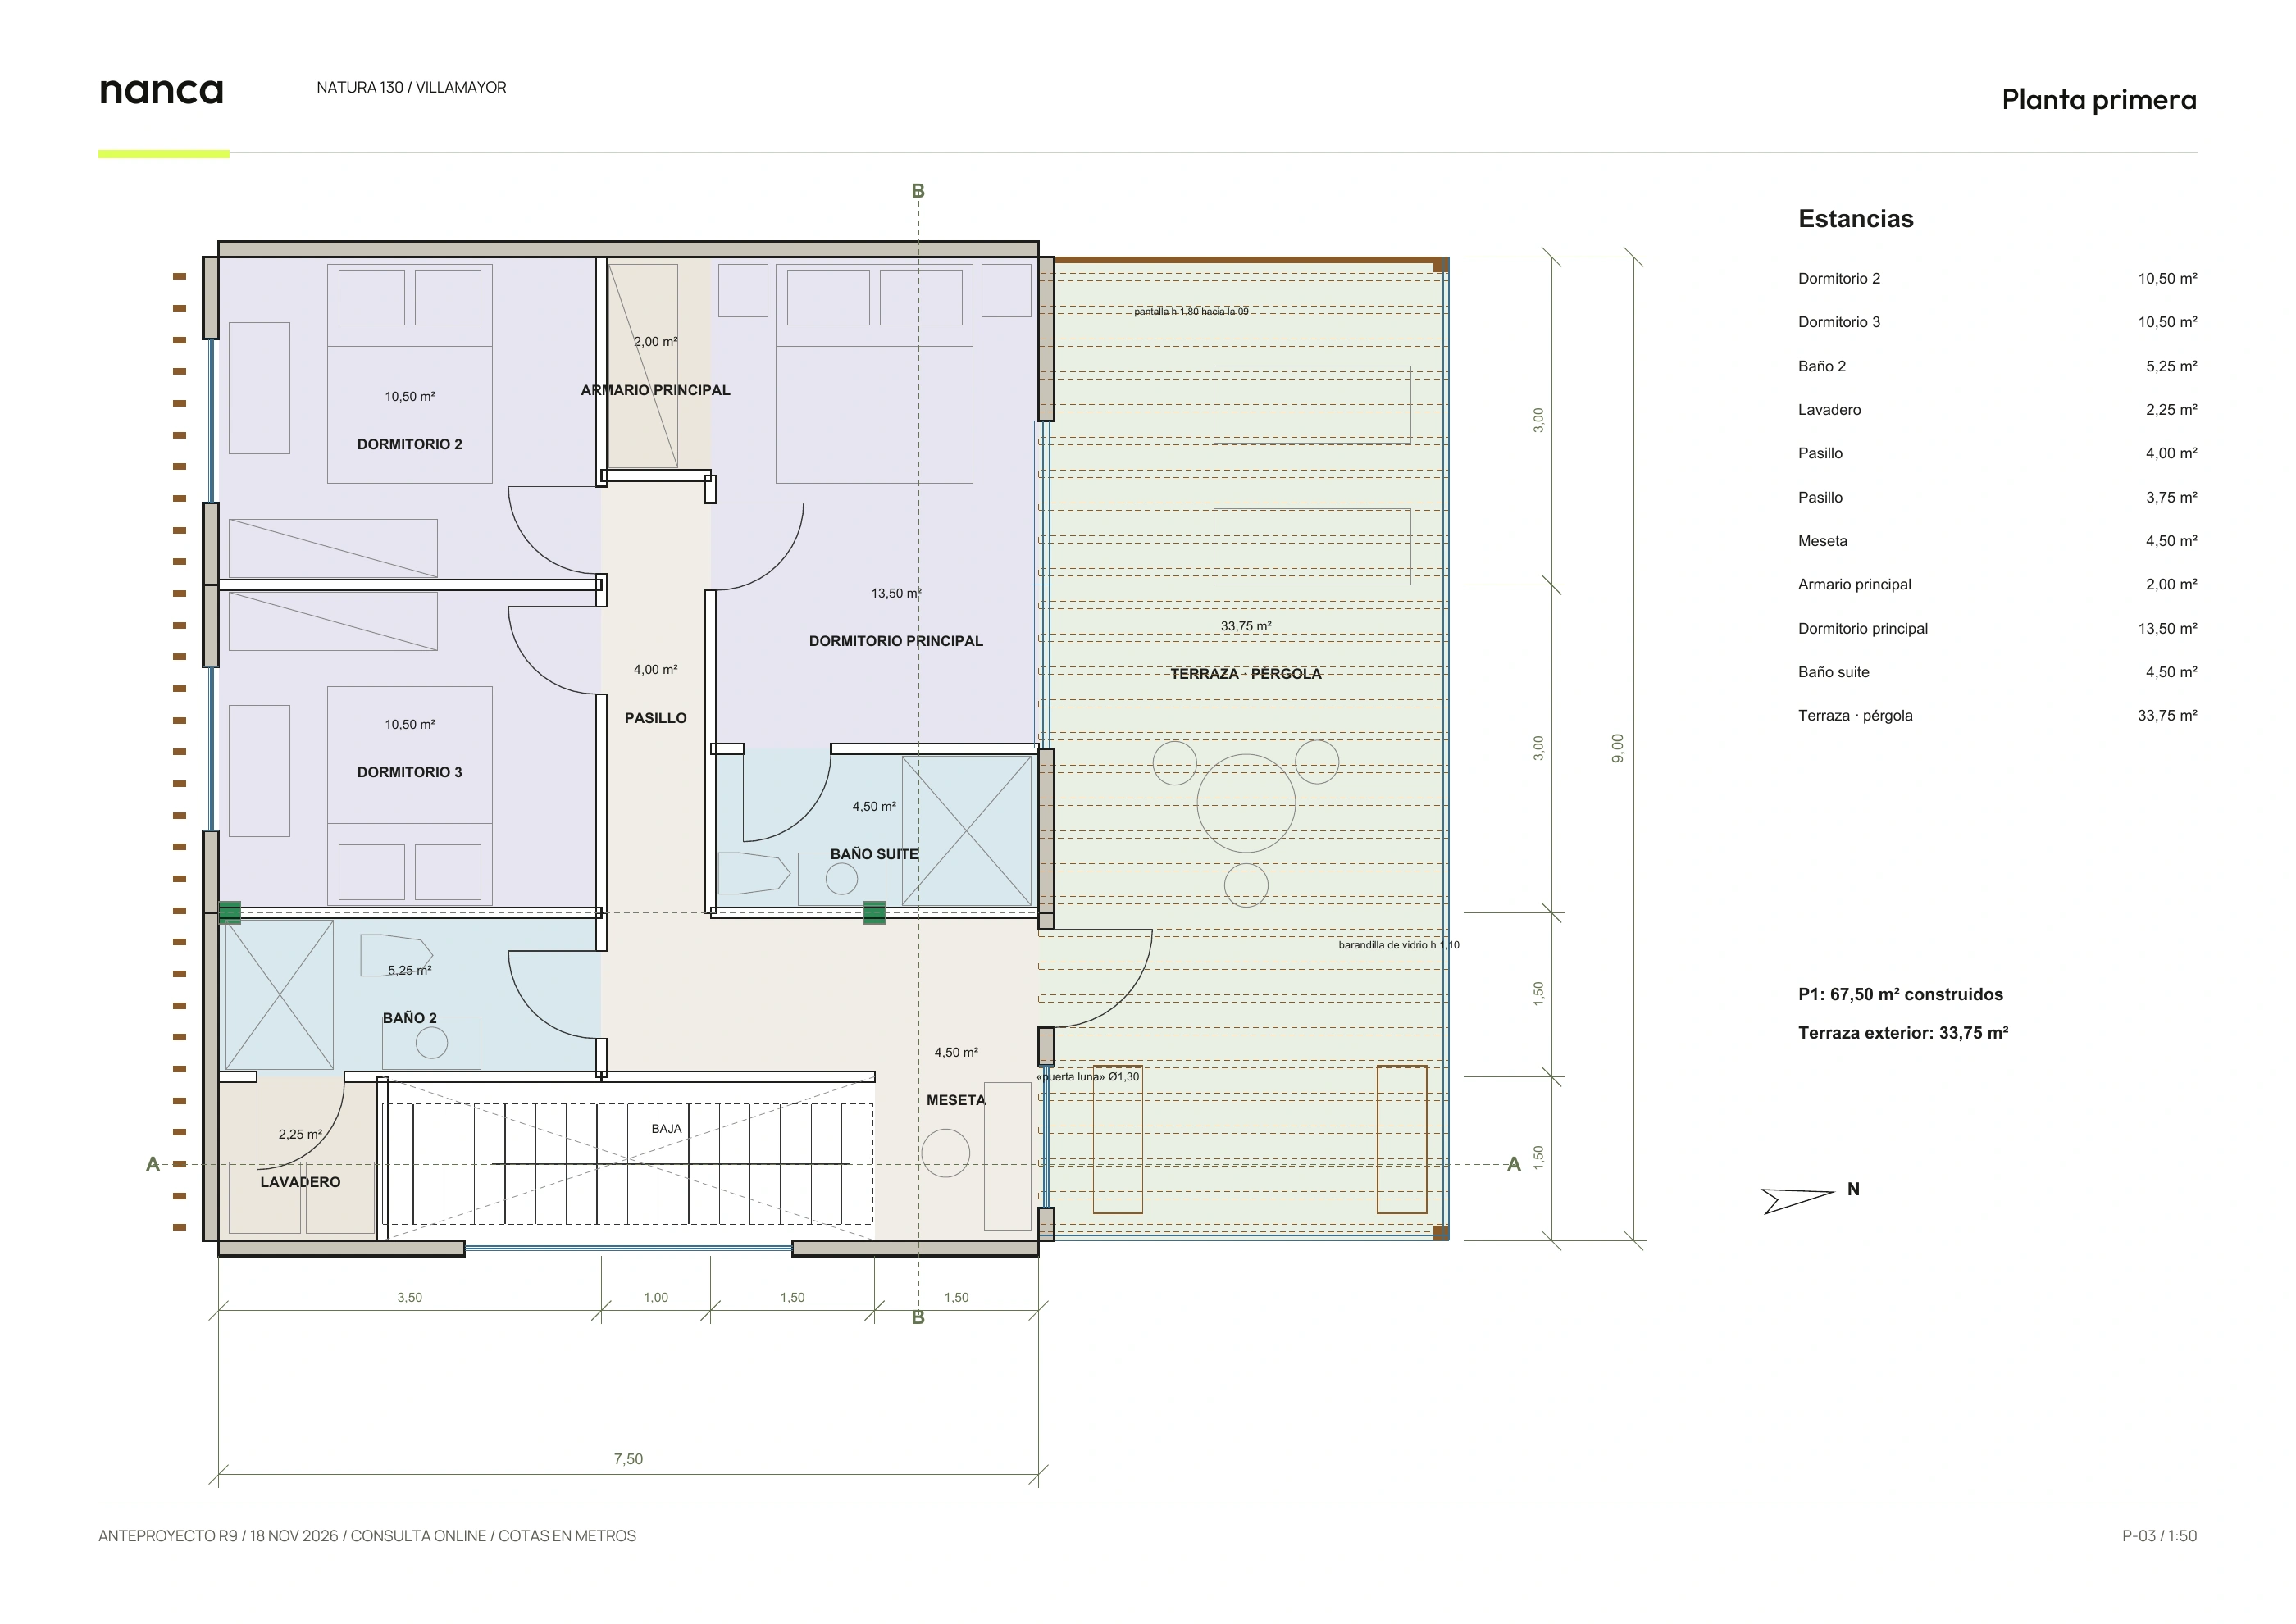 nanca
NATURA 130 / VILLAMAYOR
Planta primera
B
Estancias
Dormitorio 2 10,50 m²
Dormitorio 3 10,50 m²
Baño 2 5,25 m²
Lavadero 2,25 m²
Pasillo 4,00 m²
Pasillo 3,75 m²
Meseta 4,50 m²
Armario principal 2,00 m²
Dormitorio principal 13,50 m²
Baño suite 4,50 m²
Terraza · pérgola 33,75 m²
pantalla h 1,80 hacia la 09
2,00 m²
ARMARIO PRINCIPAL
10,50 m²
DORMITORIO 2
3,00
13,50 m²
DORMITORIO PRINCIPAL
33,75 m²
TERRAZA · PÉRGOLA
4,00 m²
PASILLO
10,50 m²
DORMITORIO 3
3,00
9,00
4,50 m²
BAÑO SUITE
barandilla de vidrio h 1,10
5,25 m²
BAÑO 2
1,50
P1: 67,50 m² construidos
Terraza exterior: 33,75 m²
4,50 m²
MESETA
«puerta luna» Ø1,30
BAJA
2,25 m²
LAVADERO
A
A
1,50
N
3,50
1,00
1,50
1,50
B
7,50
ANTEPROYECTO R9 / 18 NOV 2026 / CONSULTA ONLINE / COTAS EN METROS
P-03 / 1:50